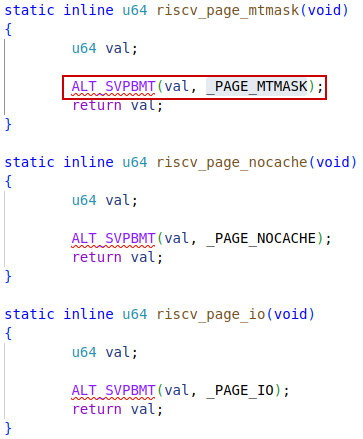 static inline u64 riscv_page_mtmask(void)
{
u64 val;
ALT_SVPBMT(val, _PAGE_MTMASK);
return val;
}
static inline u64 riscv_page_nocache(void)
{
u64 val;
ALT_SVPBMT(val, _PAGE_NOCACHE);
return val;
}
static inline u64 riscv_page_io(void)
{
u64 val;
ALT_SVPBMT(val, _PAGE_IO);
return val;
}